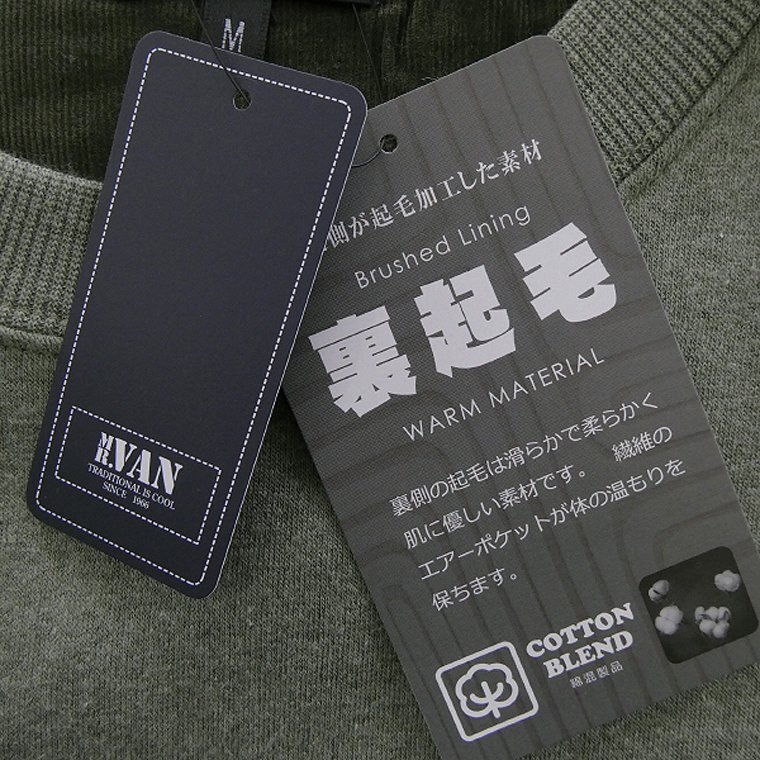 M
MR.VAN
TRADITIONAL IS COOL
SINCE 1966
側が起毛加工した素材
Brushed Lining
裏起毛
WARM MATERIAL
裏側の起毛は滑らかで柔らかく
肌に優しい素材です。 繊維の
エアーポケットが体の温もりを
保ちます。
COTTON
BLEND
綿混製品